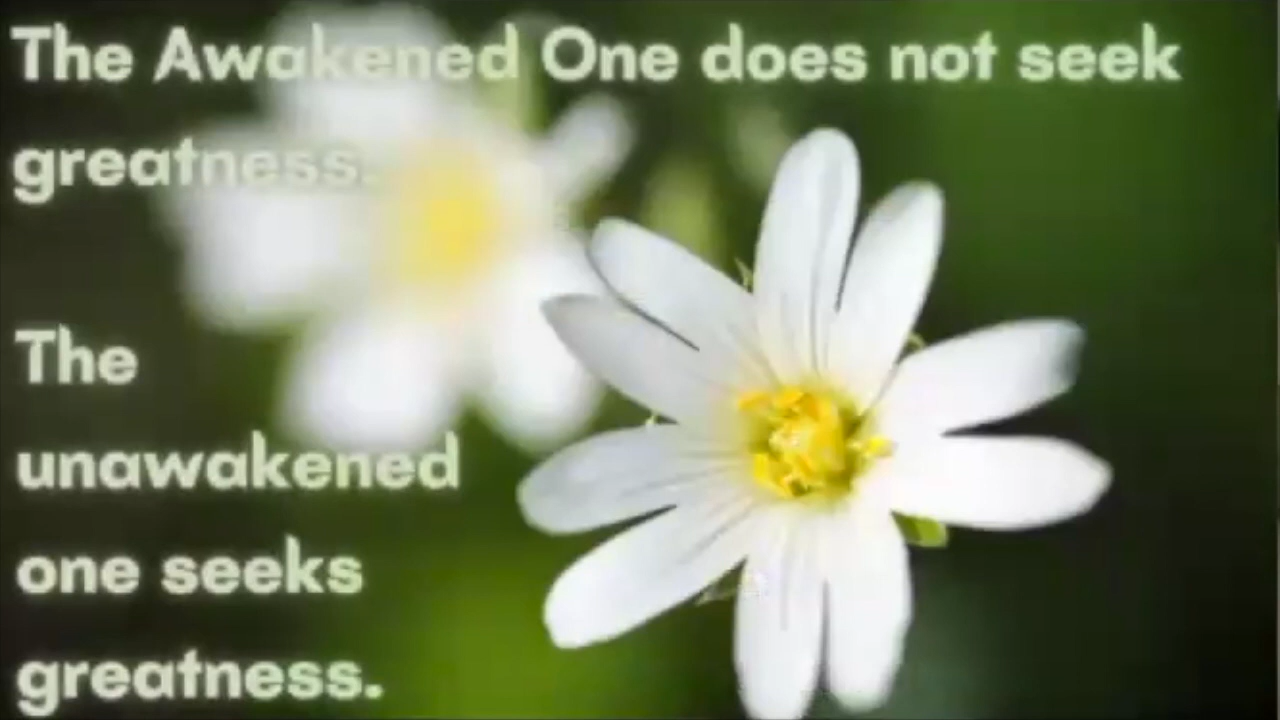 The Awakened One does not seek
greatness.
The
unawakened
one seeks
greatness.